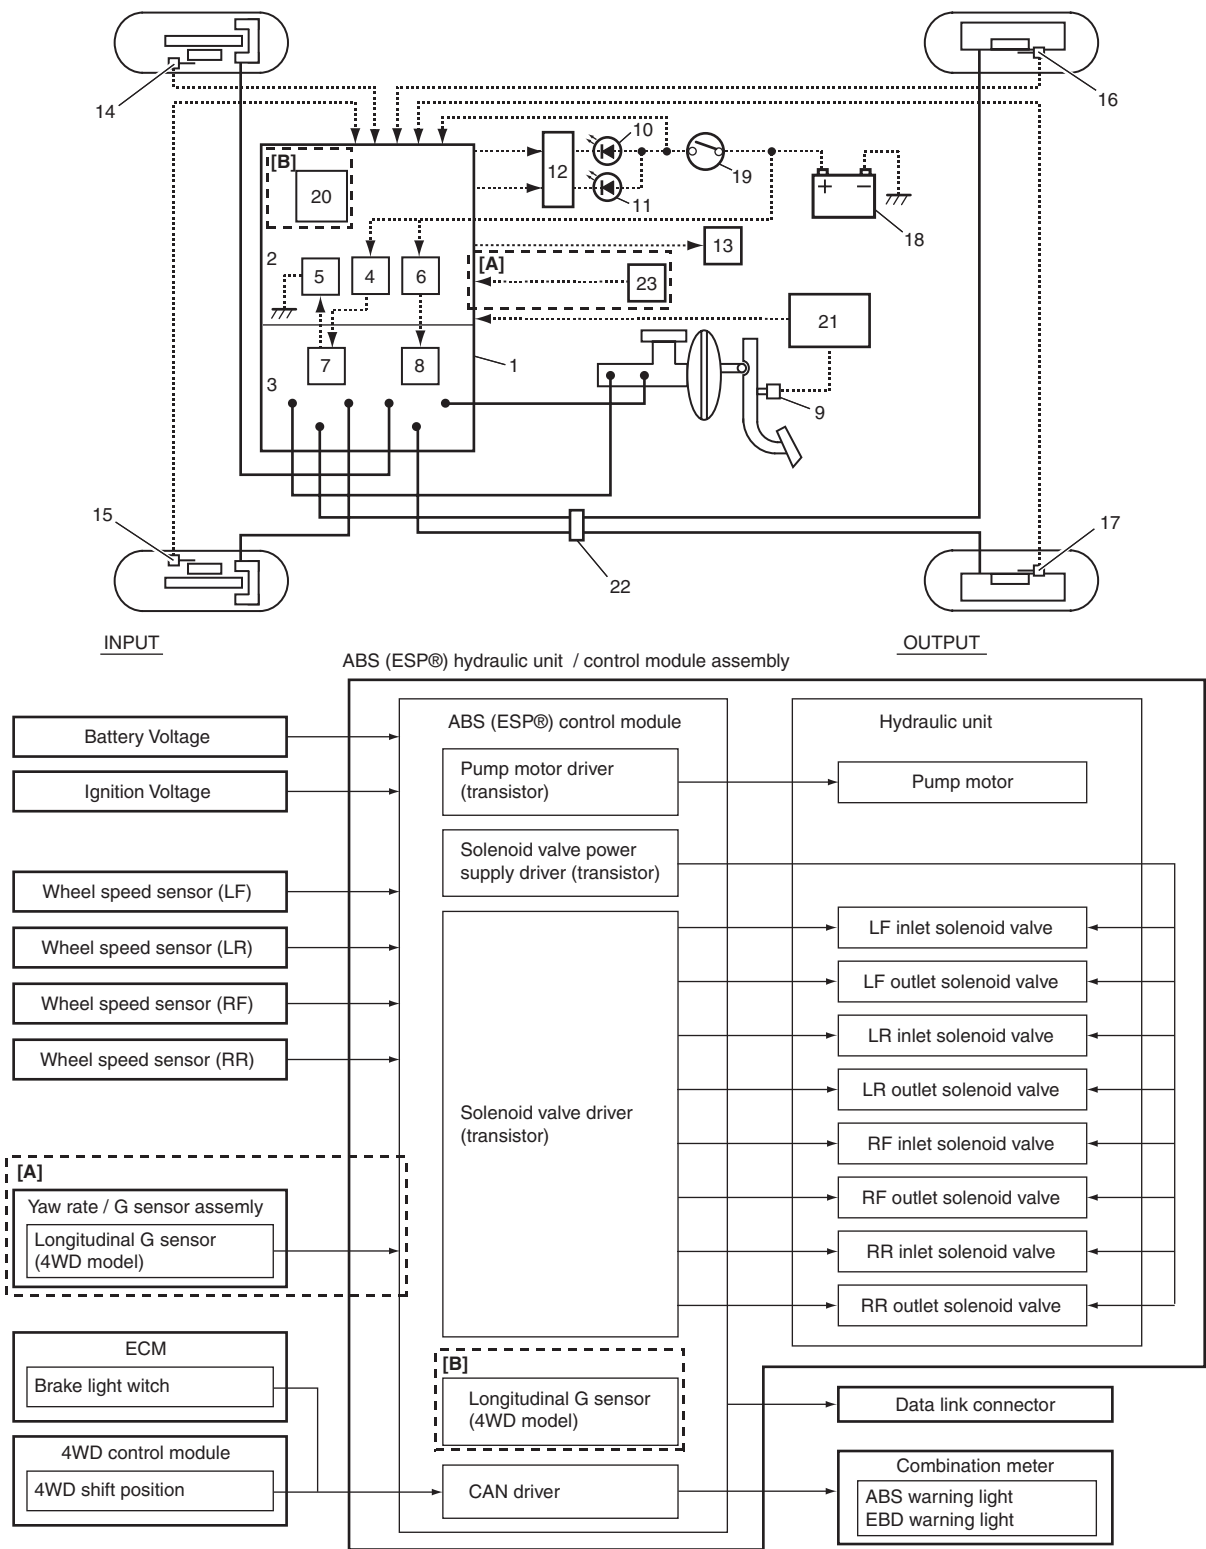 14
16
10
[B]
20
12
19
11
18
13
2
[A]
5
4
6
23
21
7
8
1
3
9
15
17
22
INPUT
OUTPUT
ABS (ESP®) hydraulic unit / control module assembly
Battery Voltage
Ignition Voltage
Wheel speed sensor (LF)
Wheel speed sensor (LR)
Wheel speed sensor (RF)
Wheel speed sensor (RR)
[A]
Yaw rate / G sensor assemly
Longitudinal G sensor
(4WD model)
ECM
Brake light witch
4WD control module
4WD shift position
ABS (ESP®) control module
Pump motor driver
(transistor)
Solenoid valve power
supply driver (transistor)
Solenoid valve driver
(transistor)
[B]
Longitudinal G sensor
(4WD model)
CAN driver
Hydraulic unit
Pump motor
LF inlet solenoid valve
LF outlet solenoid valve
LR inlet solenoid valve
LR outlet solenoid valve
RF inlet solenoid valve
RF outlet solenoid valve
RR inlet solenoid valve
RR outlet solenoid valve
Data link connector
Combination meter
ABS warning light
EBD warning light